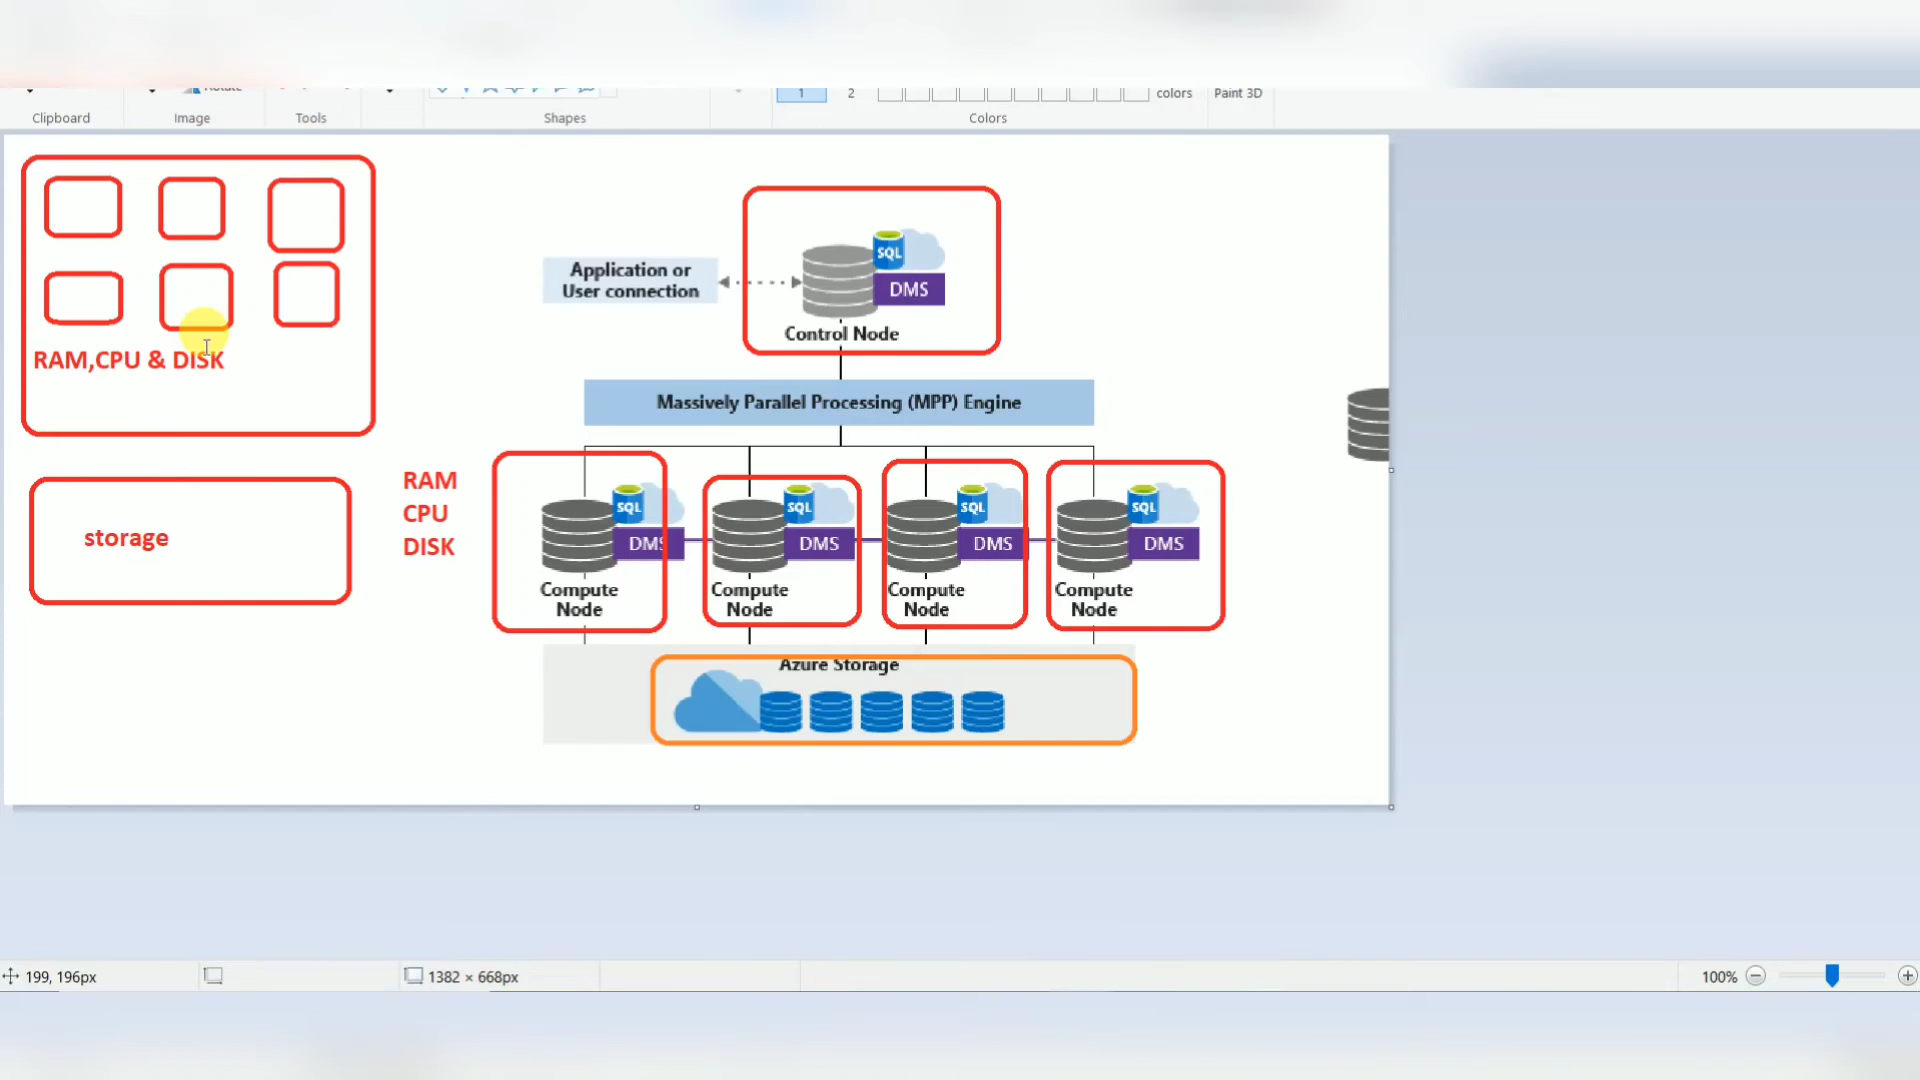 Rotate
1
2
colors
Paint 3D
Clipboard
Image
Tools
Shapes
Colors
RAM,CPU & DISK
storage
RAM
CPU
DISK
Application or
User connection
SQL
DMS
Control Node
Massively Parallel Processing (MPP) Engine
SQL
DMS
Compute
Node
SQL
DMS
Compute
Node
SQL
DMS
Compute
Node
SQL
DMS
Compute
Node
Azure Storage
199, 196px
1382 × 668px
100%